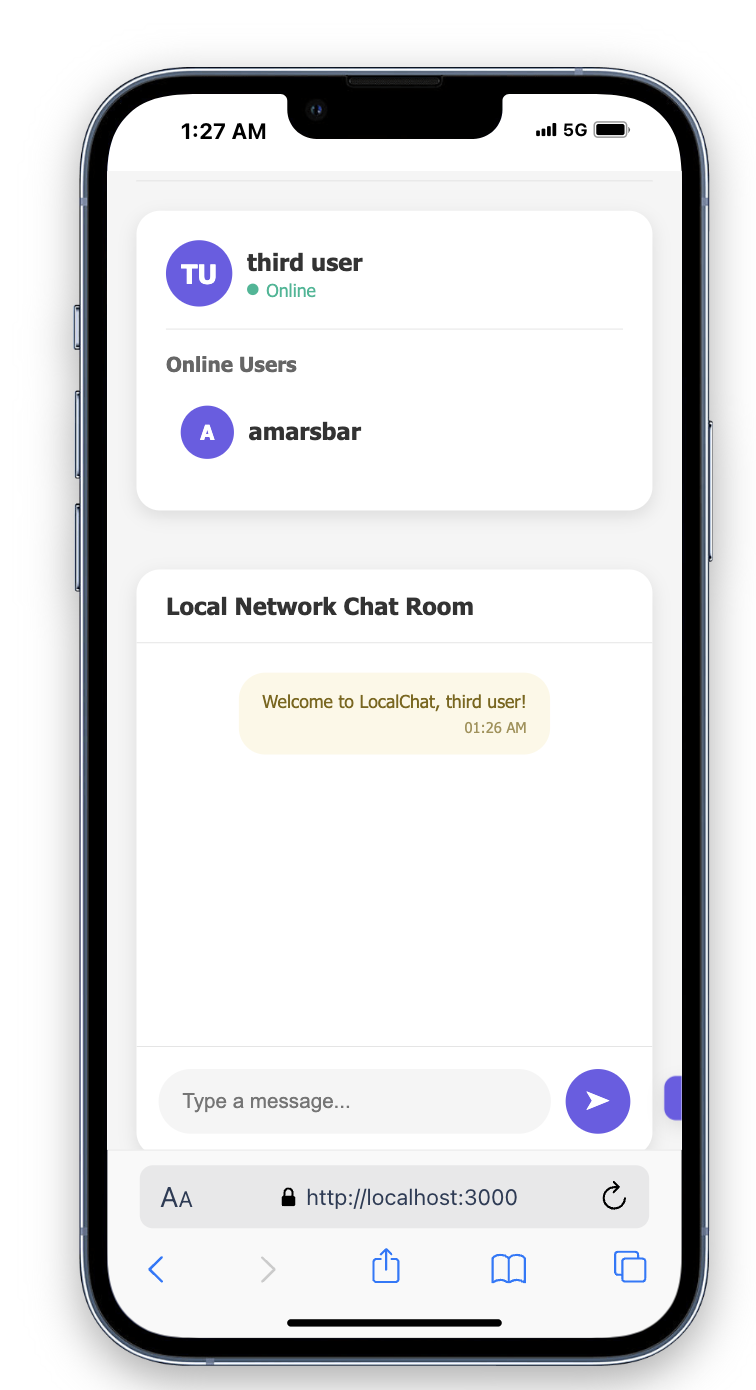 1:27 AM
5G
TU
third user
Online
Online Users
A
amarsbar
Local Network Chat Room
Welcome to LocalChat, third user!
01:26 AM
Type a message...
AA
http://localhost:3000